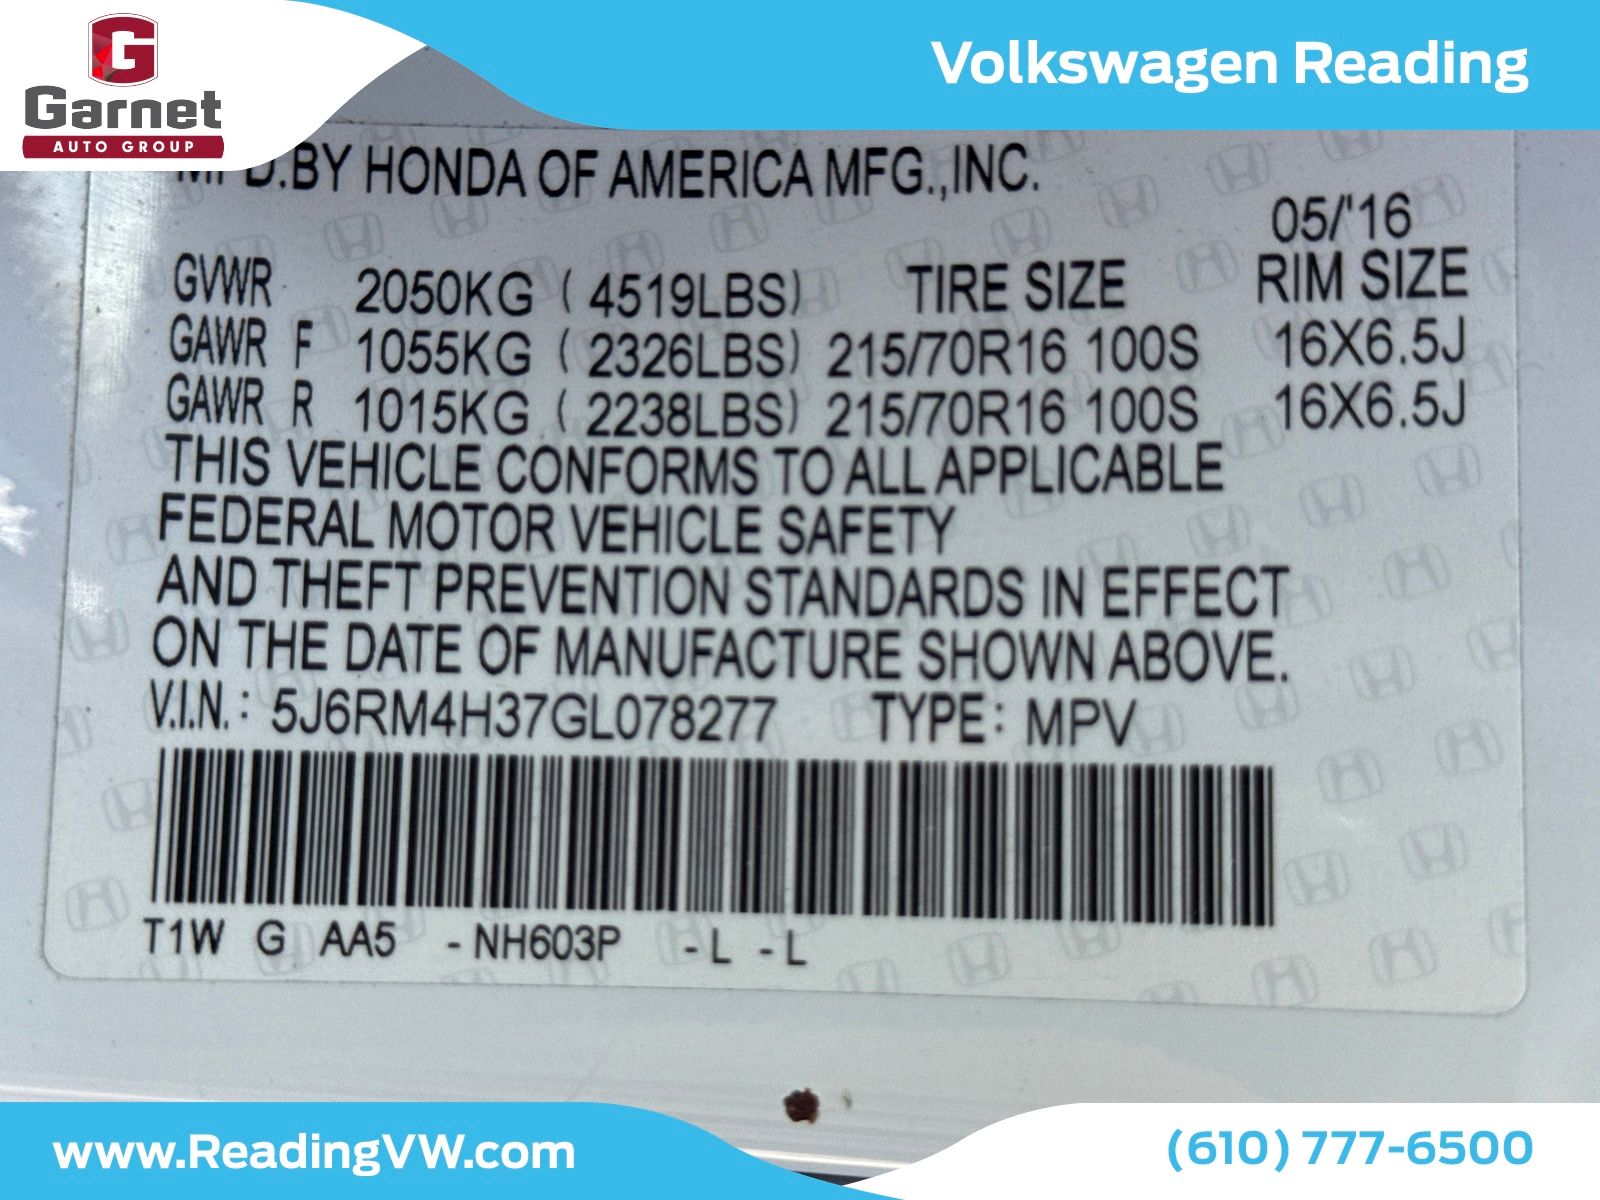 G
Garnet
AUTO GROUP
Volkswagen Reading
MFD.BY HONDA OF AMERICA MFG.,INC.
05/'16
GVWR 2050KG ( 4519LBS) TIRE SIZE RIM SIZE
GAWR F 1055KG ( 2326LBS) 215/70R16 100S 16X6.5J
GAWR R 1015KG ( 2238LBS) 215/70R16 100S 16X6.5J
THIS VEHICLE CONFORMS TO ALL APPLICABLE
FEDERAL MOTOR VEHICLE SAFETY
AND THEFT PREVENTION STANDARDS IN EFFECT
ON THE DATE OF MANUFACTURE SHOWN ABOVE.
V.I.N.: 5J6RM4H37GL078277 TYPE: MPV
T1W G AA5 -NH603P -L -L
www.ReadingVW.com
(610) 777-6500